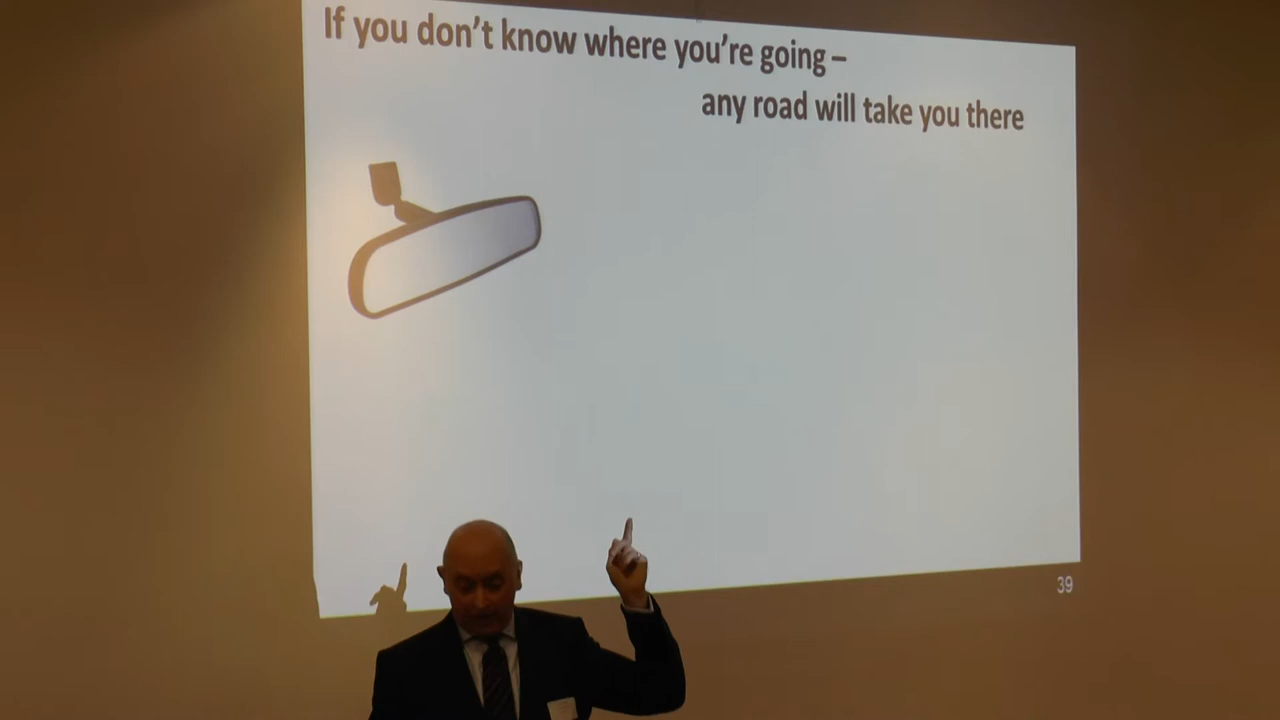 If you don't know where you're going –
any road will take you there
39